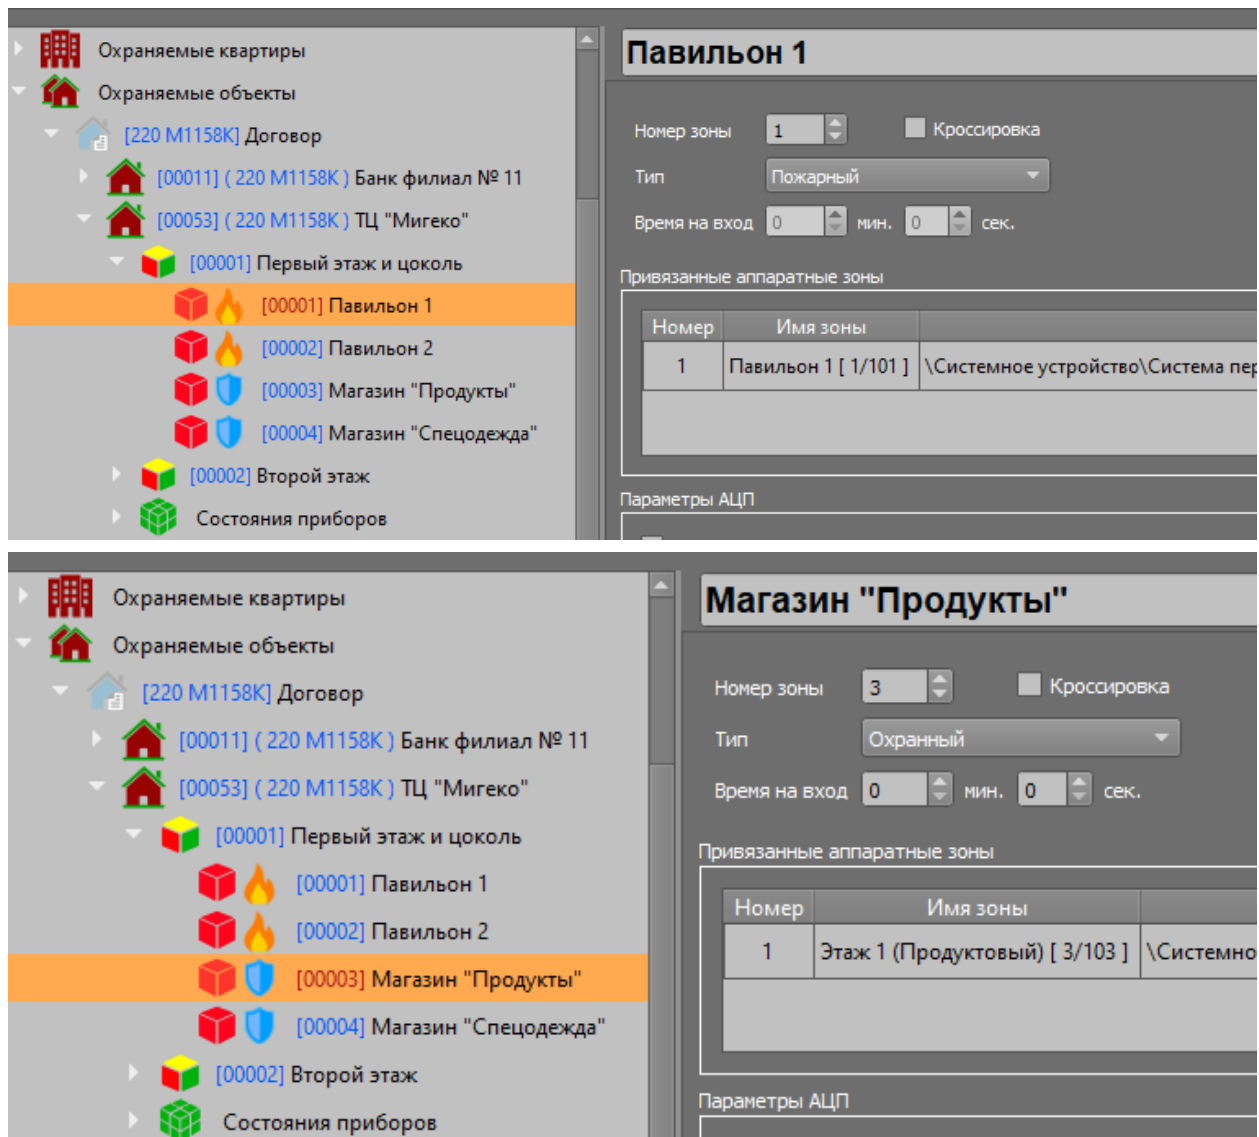 Охраняемые квартиры
Охраняемые объекты
[220 М1158К] Договор
[00011] ( 220 М1158К ) Банк филиал № 11
[00053] ( 220 М1158К ) ТЦ "Мигеко"
[00001] Первый этаж и цоколь
[00001] Павильон 1
[00002] Павильон 2
[00003] Магазин "Продукты"
[00004] Магазин "Спецодежда"
[00002] Второй этаж
Состояния приборов
Павильон 1
Номер зоны 1 Кроссировка
Тип Пожарный
Время на вход 0 мин. 0 сек.
Привязанные аппаратные зоны
Номер Имя зоны
1 Павильон 1 [ 1/101 ] \Системное устройство\Система пер
Параметры АЦП
Охраняемые квартиры
Охраняемые объекты
[220 М1158К] Договор
[00011] ( 220 М1158К ) Банк филиал № 11
[00053] ( 220 М1158К ) ТЦ "Мигеко"
[00001] Первый этаж и цоколь
[00001] Павильон 1
[00002] Павильон 2
[00003] Магазин "Продукты"
[00004] Магазин "Спецодежда"
[00002] Второй этаж
Состояния приборов
Магазин "Продукты"
Номер зоны 3 Кроссировка
Тип Охранный
Время на вход 0 мин. 0 сек.
Привязанные аппаратные зоны
Номер Имя зоны
1 Этаж 1 (Продуктовый) [ 3/103 ] \Системно
Параметры АЦП